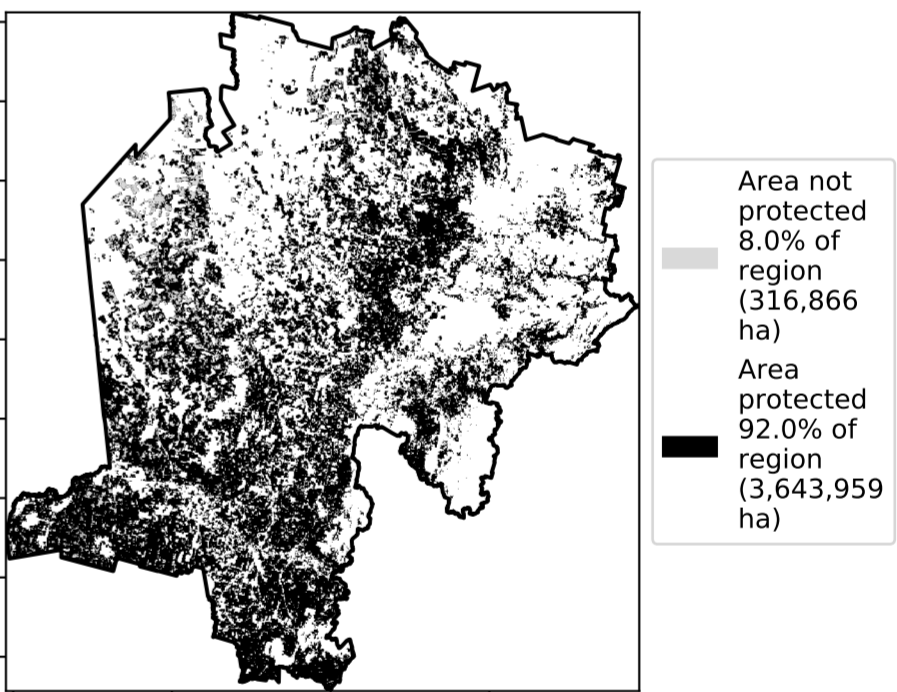 Area not
protected
8.0% of
region
(316,866
ha)
Area
protected
92.0% of
region
(3,643,959
ha)